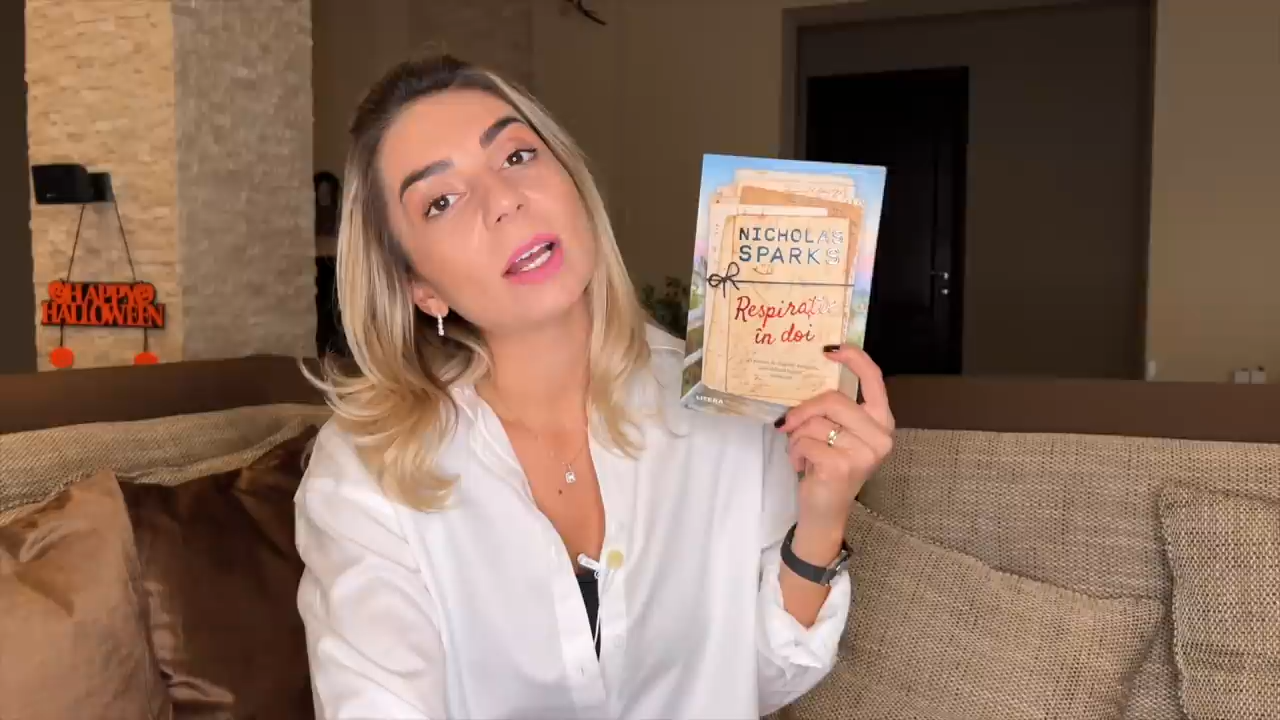 HAPPY
HALLOWEEN
NICHOLAS
SPARKS
Respirație
în doi
LITERA